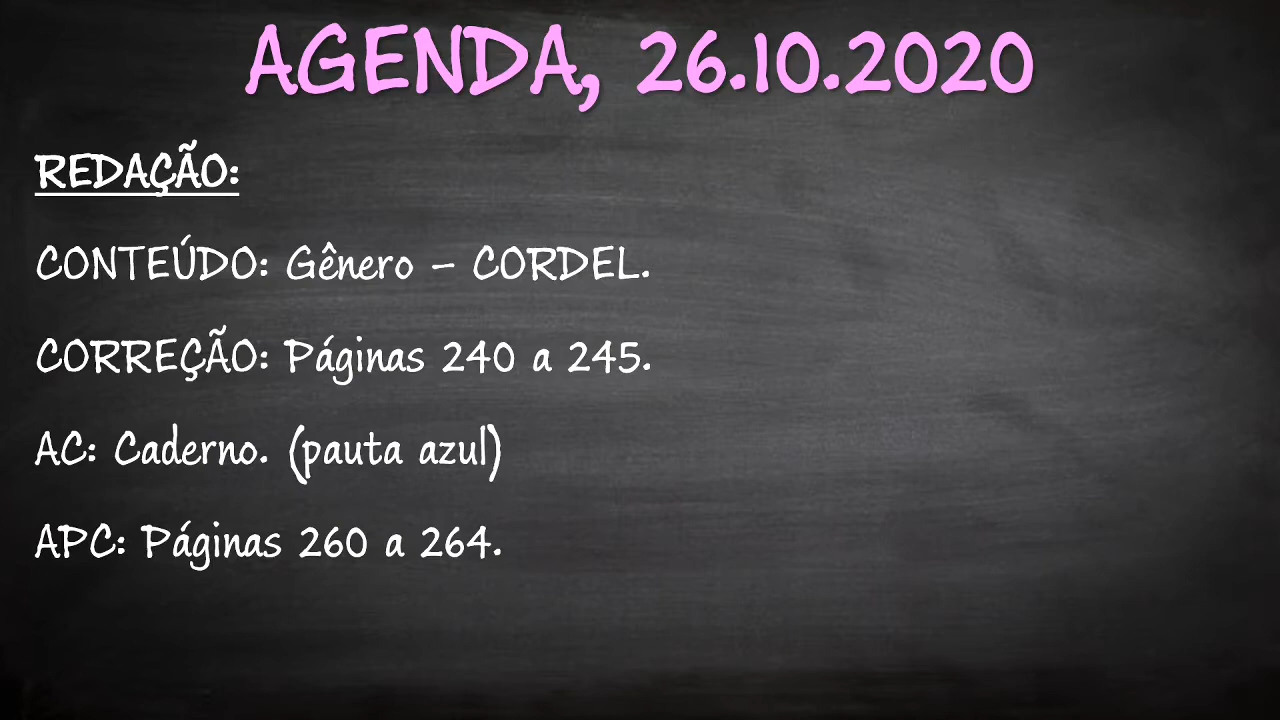 AGENDA, 26.10.2020
REDAÇÃO:
CONTEÚDO: Gênero – CORDEL.
CORREÇÃO: Páginas 240 a 245.
AC: Caderno. (pauta azul)
APC: Páginas 260 a 264.